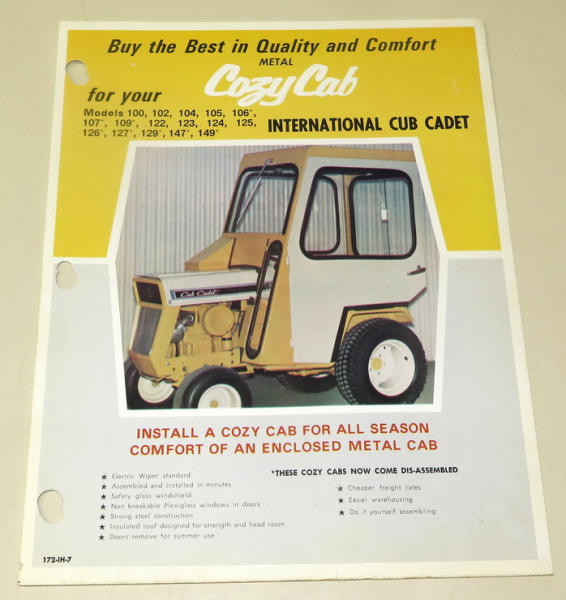 Buy the Best in Quality and Comfort
METAL
Cozy Cab
for your
Models 100, 102, 104, 105, 106*,
107*, 109*, 122, 123, 124, 125,
126*, 127*, 129*, 147*, 149*
INTERNATIONAL CUB CADET
Cub Cadet
INSTALL A COZY CAB FOR ALL SEASON
COMFORT OF AN ENCLOSED METAL CAB
★ Electric Wiper standard
★ Assembled and installed in minutes
★ Safety glass windshield
★ Non breakable Plexiglass windows in doors
★ Strong steel construction
★ Insulated roof designed for strength and head room
★ Doors remove for summer use
*THESE COZY CABS NOW COME DIS-ASSEMBLED
★ Cheaper freight rates
★ Easier warehousing
★ Do it yourself assembling
172-IH-7